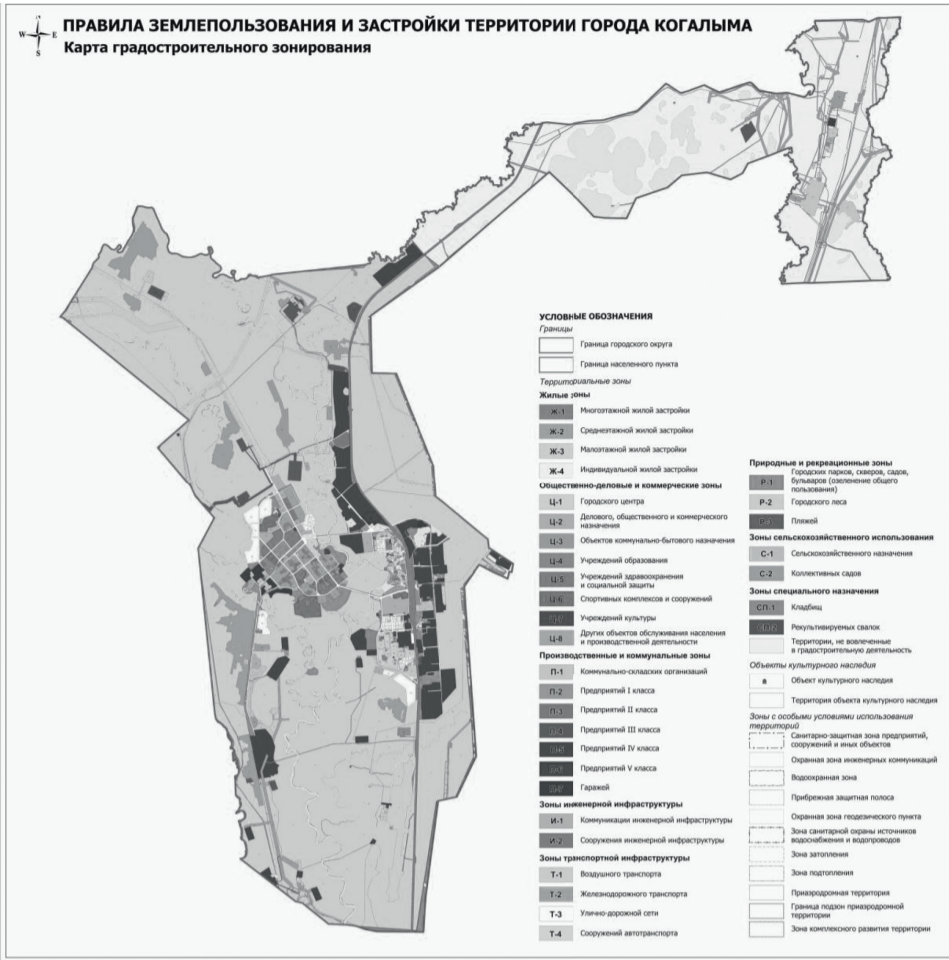 ПРАВИЛА ЗЕМЛЕПОЛЬЗОВАНИЯ И ЗАСТРОЙКИ ТЕРРИТОРИИ ГОРОДА КОГАЛЫМА
Карта градостроительного зонирования
N
W E
S
УСЛОВНЫЕ ОБОЗНАЧЕНИЯ
Границы
Граница городского округа
Граница населенного пункта
Территориальные зоны
Жилые зоны
Ж-1 Многоэтажной жилой застройки
Ж-2 Среднеэтажной жилой застройки
Ж-3 Малоэтажной жилой застройки
Ж-4 Индивидуальной жилой застройки
Общественно-деловые и коммерческие зоны
Ц-1 Городского центра
Ц-2 Делового, общественного и коммерческого
назначения
Ц-3 Объектов коммунально-бытового назначения
Ц-4 Учреждений образования
Ц-5 Учреждений здравоохранения
и социальной защиты
Ц-6 Спортивных комплексов и сооружений
Ц-7 Учреждений культуры
Ц-8 Других объектов обслуживания населения
и производственной деятельности
Производственные и коммунальные зоны
П-1 Коммунально-складских организаций
П-2 Предприятий I класса
П-3 Предприятий II класса
П-4 Предприятий III класса
П-5 Предприятий IV класса
П-6 Предприятий V класса
П-7 Гаражей
Зоны инженерной инфраструктуры
И-1 Коммуникации инженерной инфраструктуры
И-2 Сооружения инженерной инфраструктуры
Зоны транспортной инфраструктуры
Т-1 Воздушного транспорта
Т-2 Железнодорожного транспорта
Т-3 Улично-дорожной сети
Т-4 Сооружений автотранспорта
Природные и рекреационные зоны
Р-1 Городских парков, скверов, садов,
бульваров (озеленение общего
пользования)
Р-2 Городского леса
Р-3 Пляжей
Зоны сельскохозяйственного использования
С-1 Сельскохозяйственного назначения
С-2 Коллективных садов
Зоны специального назначения
СП-1 Кладбищ
СП-2 Рекультивируемых свалок
Территории, не вовлеченные
в градостроительную деятельность
Объекты культурного наследия
Объект культурного наследия
Территория объекта культурного наследия
Зоны с особыми условиями использования
территорий
Санитарно-защитная зона предприятий,
сооружений и иных объектов
Охранная зона инженерных коммуникаций
Водоохранная зона
Прибрежная защитная полоса
Охранная зона геодезического пункта
Зона санитарной охраны источников
водоснабжения и водопроводов
Зона затопления
Зона подтопления
Приаэродромная территория
Граница подзон приаэродромной
территории
Зона комплексного развития территории